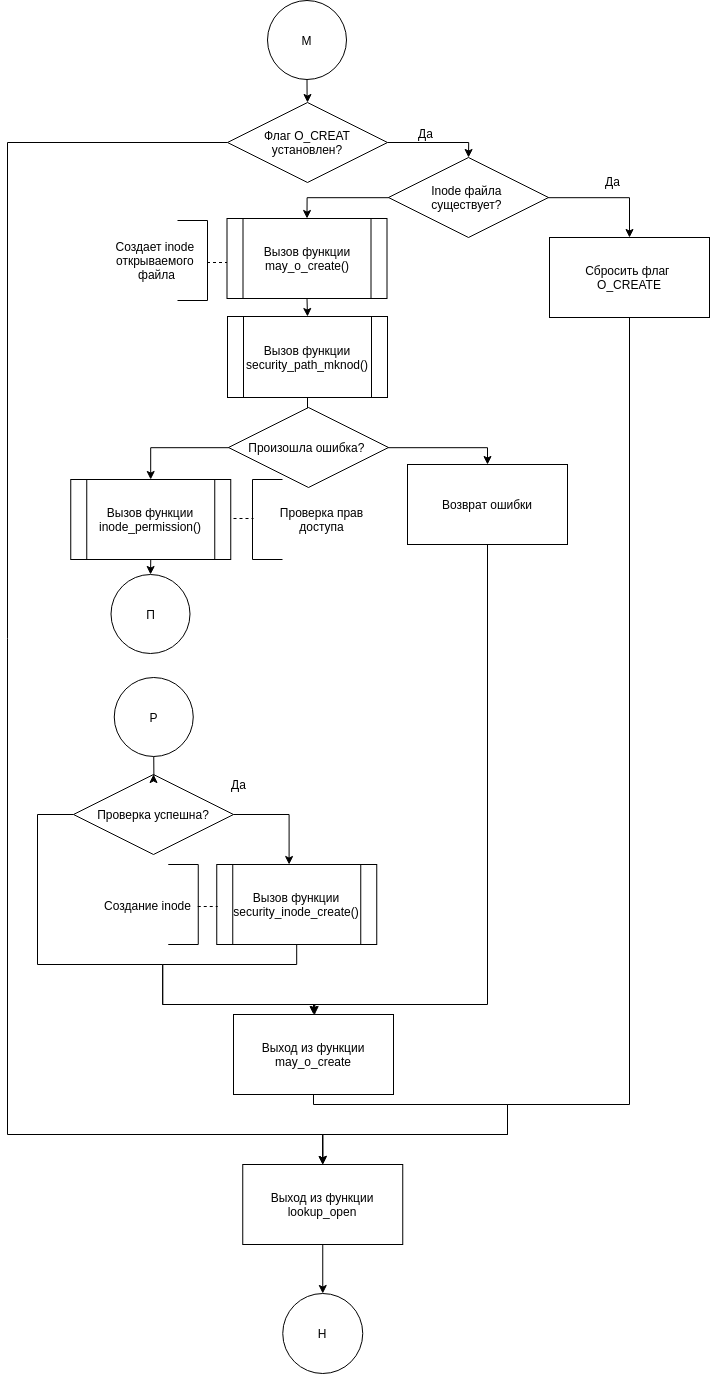 М
Флаг O_CREAT
установлен?
Да
Inode файла
существует?
Да
Создает inode
открываемого
файла
Вызов функции
may_o_create()
Сбросить флаг
O_CREATE
Вызов функции
security_path_mknod()
Произошла ошибка?
Вызов функции
inode_permission()
Проверка прав
доступа
Возврат ошибки
П
Р
Да
Проверка успешна?
Создание inode
Вызов функции
security_inode_create()
Выход из функции
may_o_create
Выход из функции
lookup_open
Н